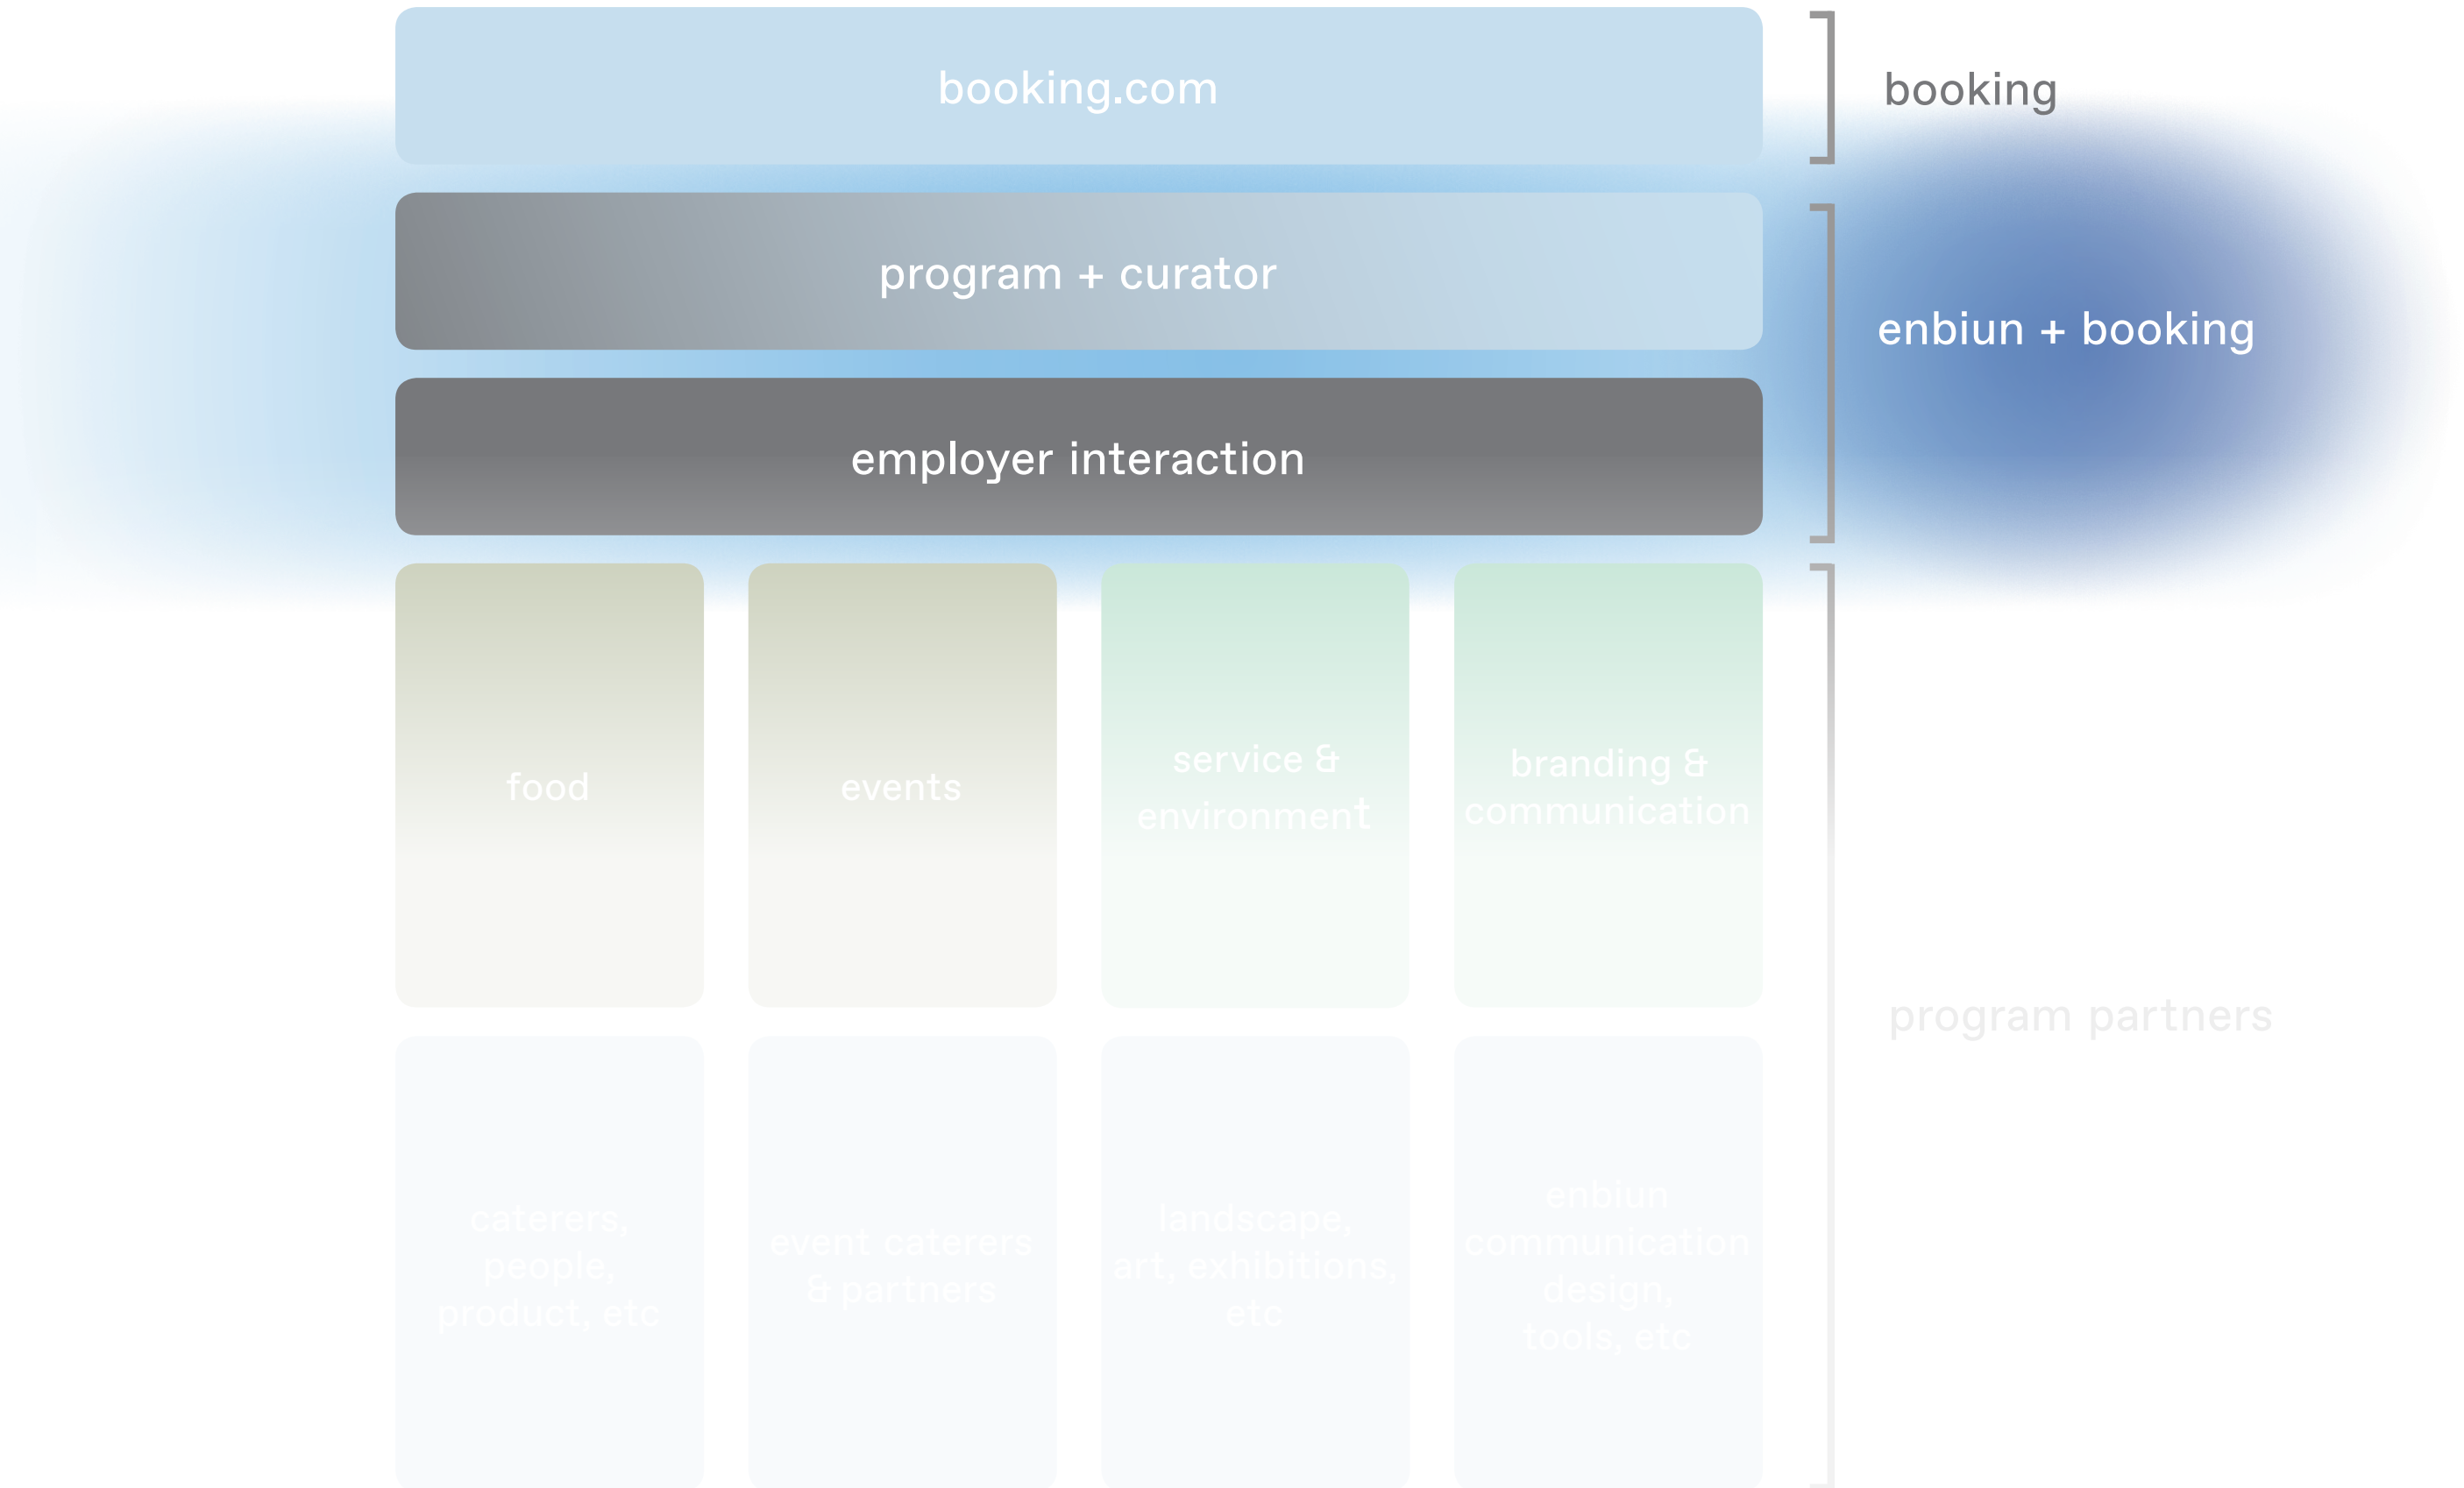 booking.com
booking
program + curator
enbiun + booking
employer interaction
food
events
service &
environment
branding &
communication
program partners
caterers,
people,
product, etc
event caterers
& partners
landscape,
art, exhibitions,
etc
enbiun
communication
design,
tools, etc